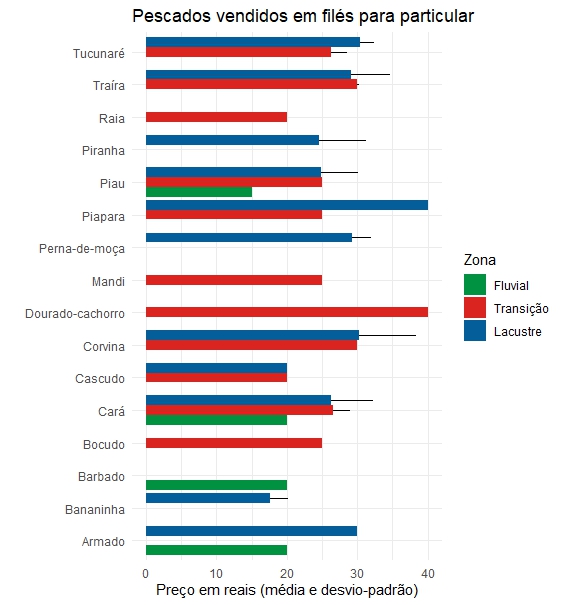 Pescados vendidos em filés para particular
Tucunaré
Traíra
Raia
Piranha
Piau
Piapara
Perna-de-moça
Mandi
Dourado-cachorro
Corvina
Cascudo
Cará
Bocudo
Barbado
Bananinha
Armado
0 10 20 30 40
Preço em reais (média e desvio-padrão)
Zona
Fluvial
Transição
Lacustre